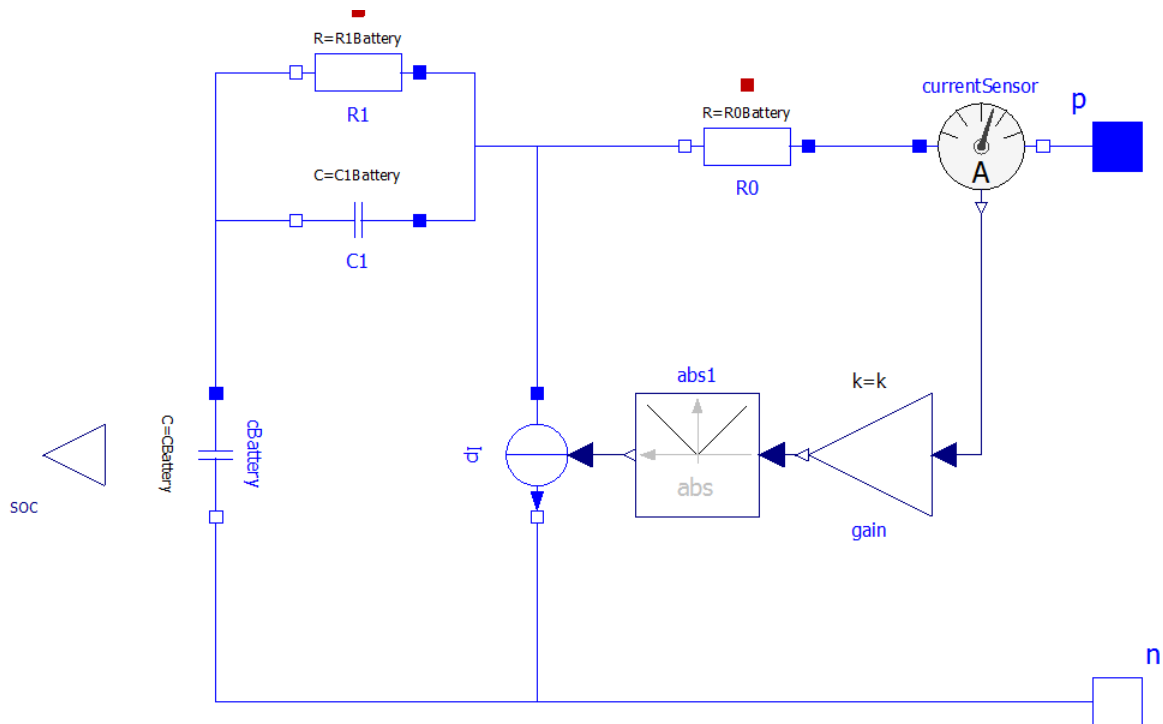 R=R1Battery
R1
C=C1Battery
C1
R=R0Battery
R0
currentSensor
A
p
abs1
abs
k=k
gain
Ip
C=CBattery
cBattery
soc
n